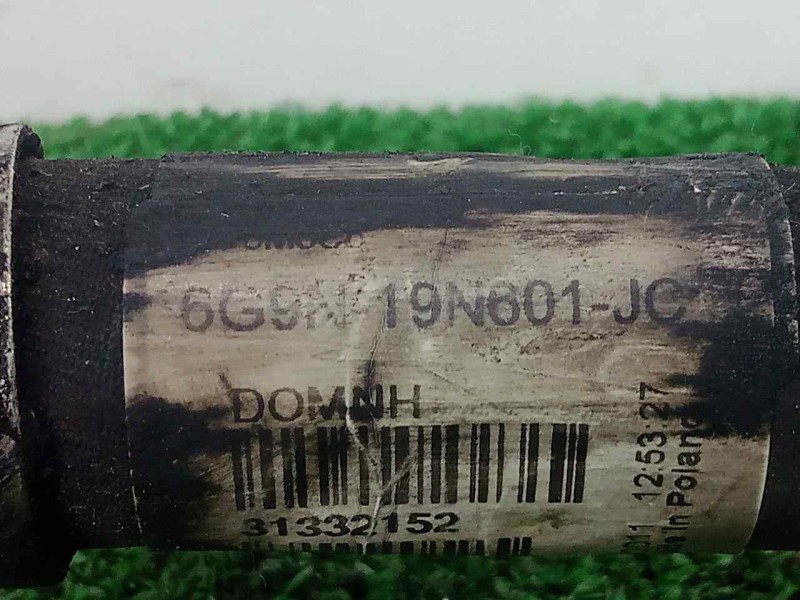 6G9N-19N601-JC
DOMNH
31332152
12:53:27
in Poland